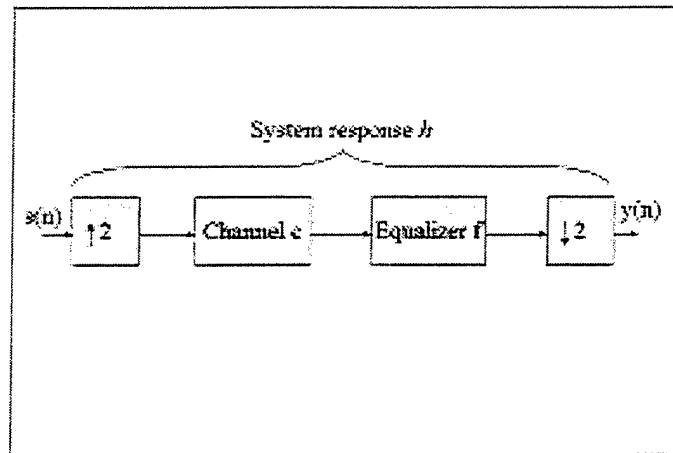 System response h
s(n)
↑2
Channel c
Equalizer f
↓2
y(n)